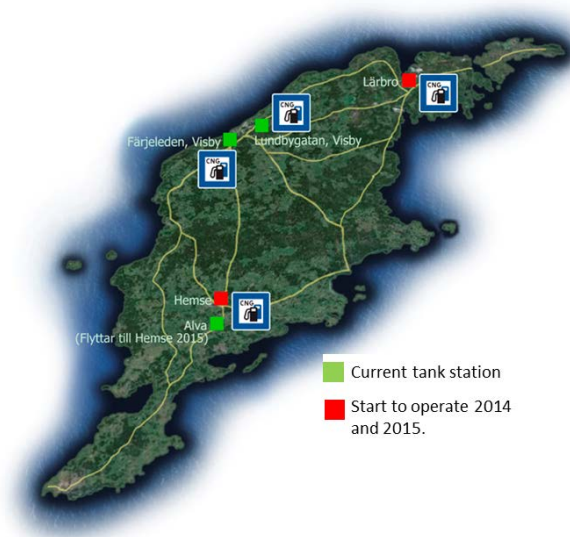 Lärbro
CNG
CNG
Färjeleden, Visby
Lundbygatan, Visby
CNG
Hemse
CNG
Alva
(Flyttar till Hemse 2015)
Current tank station
Start to operate 2014
and 2015.